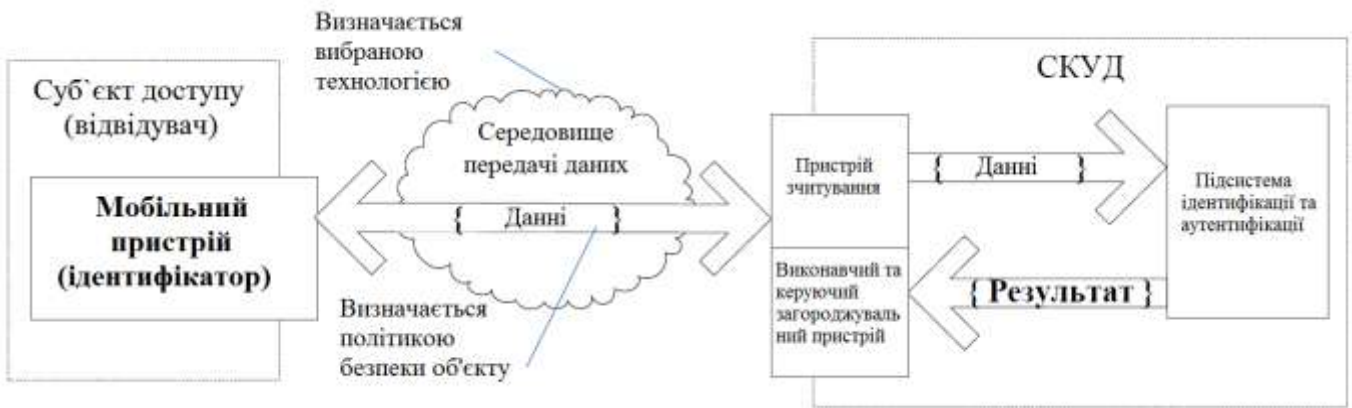 Визначається
вибраною
технологією
СКУД
Суб`єкт доступу
(відвідувач)
Середовище
передачі даних
Мобільний
пристрій
(ідентифікатор)
{ Данні }
Пристрій
зчитування
{ Данні }
Підсистема
ідентифікації та
аутентифікації
Виконавчий та
керуючий
загороджуваль
ний пристрій
{ Результат }
Визначається
політикою
безпеки об'єкту